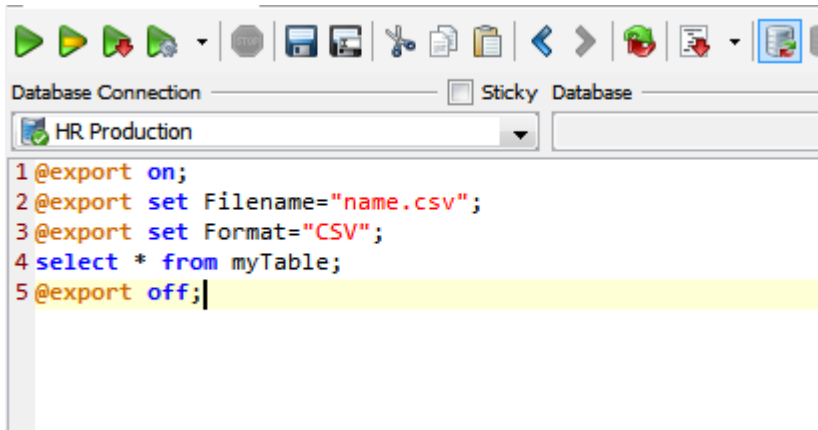 STOP
Database Connection Sticky Database
HR Production
1 @export on;
2 @export set Filename="name.csv";
3 @export set Format="CSV";
4 select * from myTable;
5 @export off;